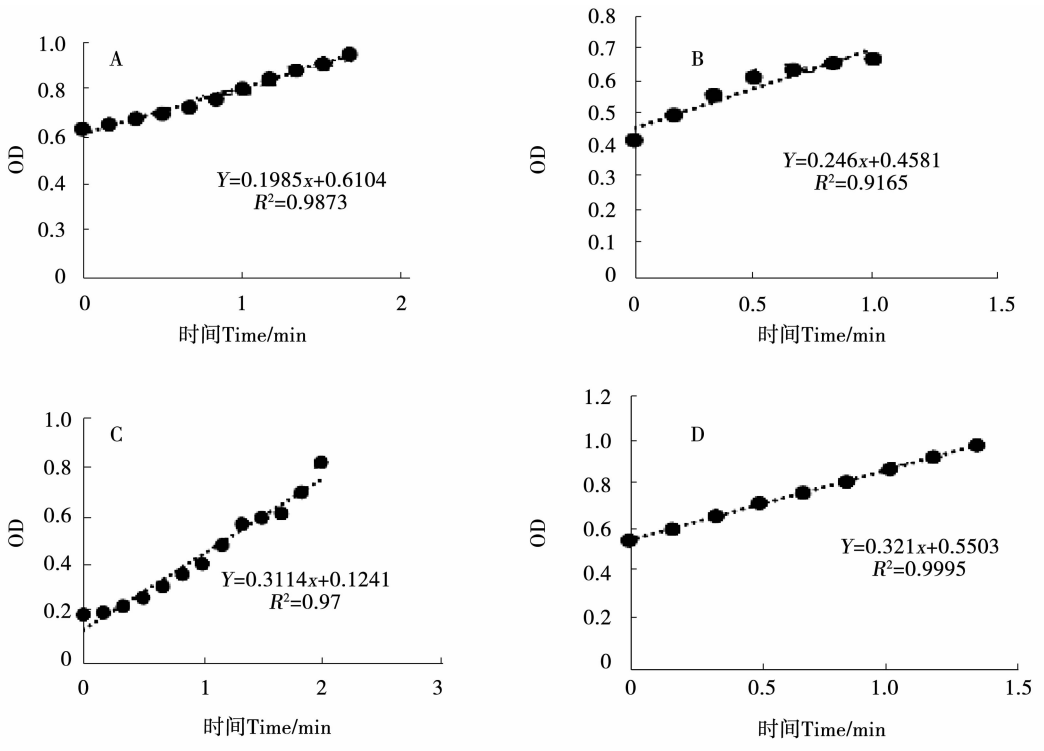 A
1.0
0.8
0.6
0.4
0.3
0
OD
Y=0.1985x+0.6104
R²=0.9873
0 1 2
时间Time/min
B
0.8
0.7
0.6
0.5
0.4
0.3
0.2
0.1
0
OD
Y=0.246x+0.4581
R²=0.9165
0 0.5 1.0 1.5
时间Time/min
C
1.0
0.8
0.6
0.4
0.2
0
OD
Y=0.3114x+0.1241
R²=0.97
0 1 2 3
时间Time/min
D
1.2
1.0
0.8
0.6
0.4
0.2
0
OD
Y=0.321x+0.5503
R²=0.9995
0 0.5 1.0 1.5
时间Time/min